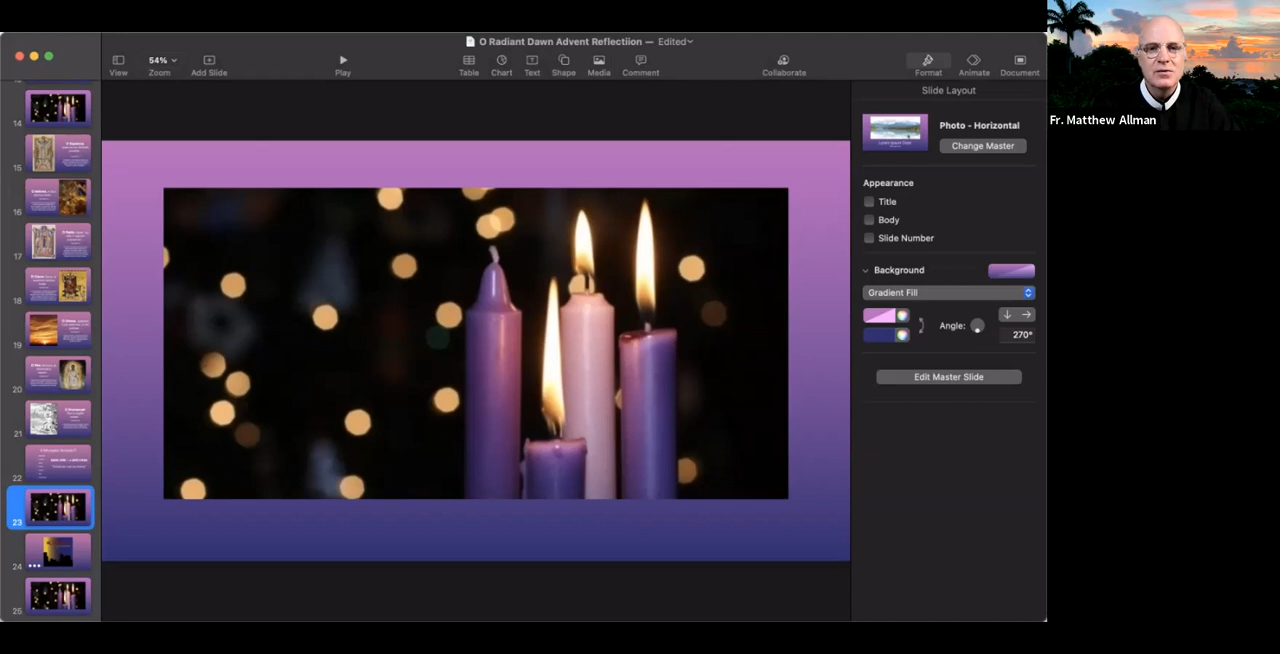 O Radiant Dawn Advent Reflectiion — Edited
54%
View
Zoom
Add Slide
Play
Table
Chart
Text
Shape
Media
Comment
Collaborate
Format
Animate
Document
Slide Layout
Photo - Horizontal
Change Master
Appearance
Title
Body
Slide Number
Background
Gradient Fill
Angle:
270°
Edit Master Slide
14
15
16
17
18
19
20
21
22
23
24
25
Fr. Matthew Allman